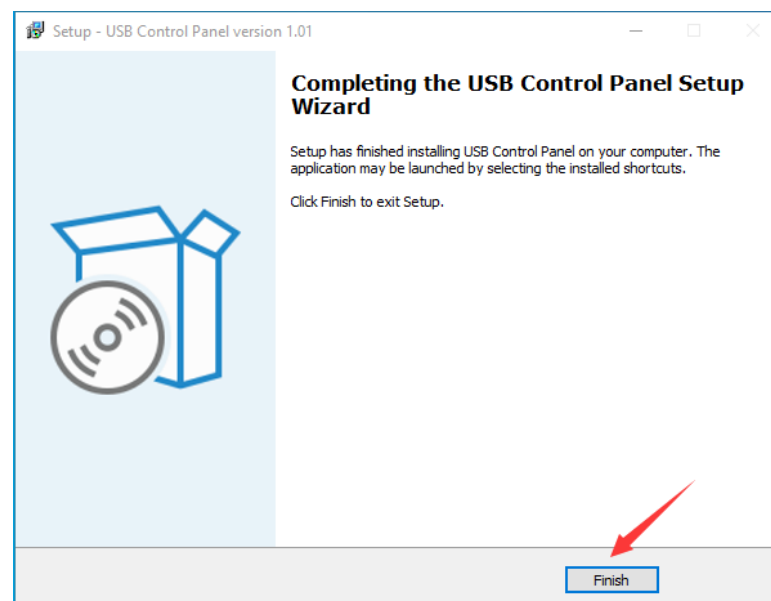 Setup - USB Control Panel version 1.01
Completing the USB Control Panel Setup
Wizard
Setup has finished installing USB Control Panel on your computer. The
application may be launched by selecting the installed shortcuts.
Click Finish to exit Setup.
Finish